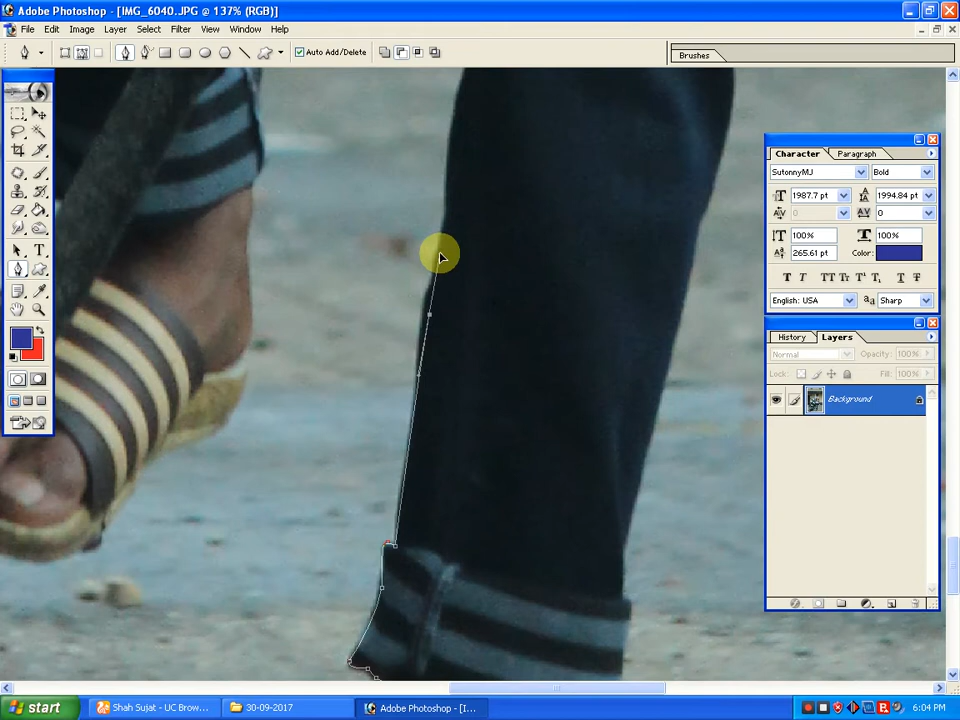 Adobe Photoshop - [IMG_6040.JPG @ 137% (RGB)]
File Edit Image Layer Select Filter View Window Help
Auto Add/Delete
Brushes
Character Paragraph
SutonnyMJ Bold
1987.7 pt 1994.84 pt
0 0
100% 100%
265.61 pt Color:
English: USA Sharp
History Layers
Normal Opacity: 100%
Lock: Fill: 100%
Background
start Shah Sujat - UC Brow... 30-09-2017 Adobe Photoshop - [I... 6:04 PM